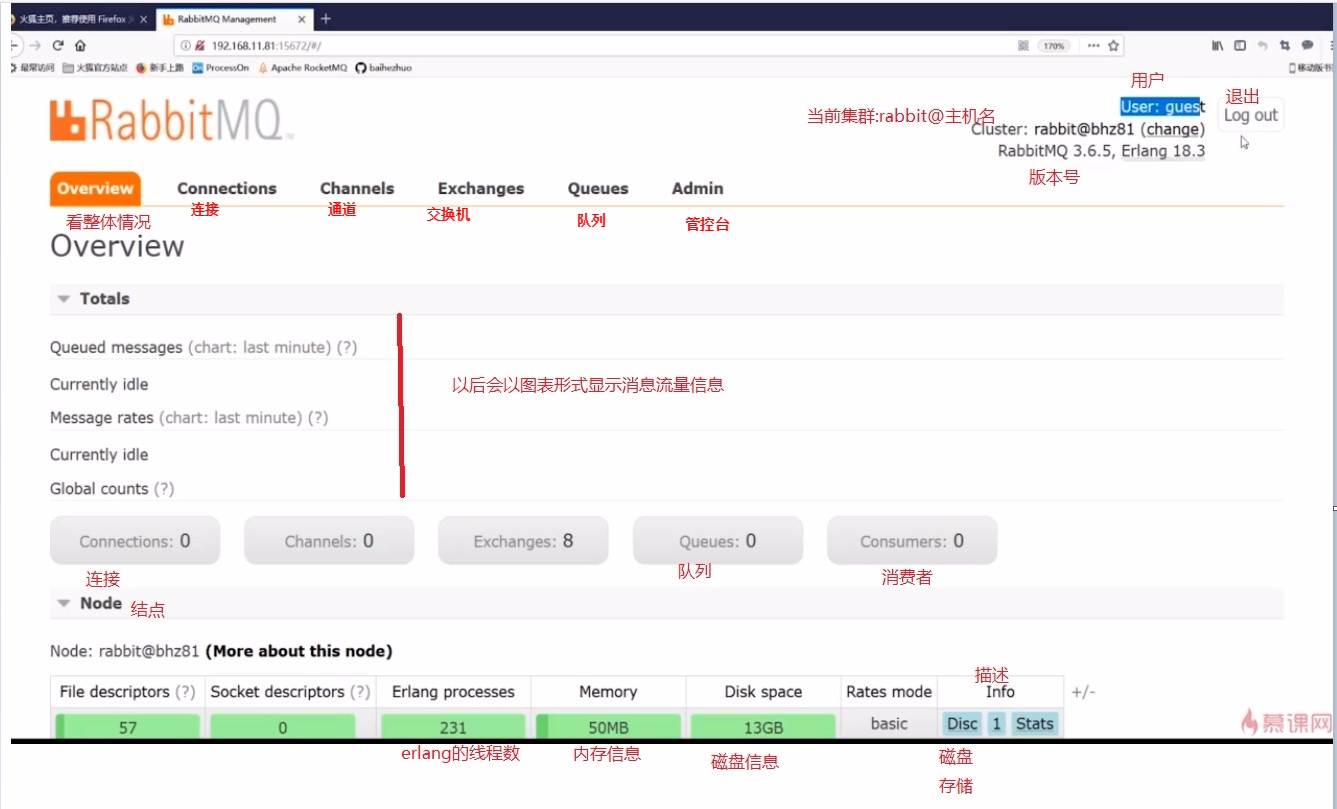 火狐主页，推荐使用 Firefox
RabbitMQ Management
192.168.11.81:15672/#/
170%
最常访问 火狐官方站点 新手上路 ProcessOn Apache RocketMQ baihezhuo
移动版书
RabbitMQ
用户
User: guest
退出
Log out
当前集群:rabbit@主机名
Cluster: rabbit@bhz81 (change)
RabbitMQ 3.6.5, Erlang 18.3
版本号
Overview Connections Channels Exchanges Queues Admin
看整体情况 连接 通道 交换机 队列 管控台
Overview
Totals
Queued messages (chart: last minute) (?)
Currently idle
以后会以图表形式显示消息流量信息
Message rates (chart: last minute) (?)
Currently idle
Global counts (?)
Connections: 0 Channels: 0 Exchanges: 8 Queues: 0 Consumers: 0
连接 队列 消费者
Node 结点
Node: rabbit@bhz81 (More about this node)
描述
File descriptors (?) Socket descriptors (?) Erlang processes Memory Disk space Rates mode Info +/-
57 0 231 50MB 13GB basic Disc 1 Stats
慕课网
erlang的线程数 内存信息 磁盘信息 磁盘
存储